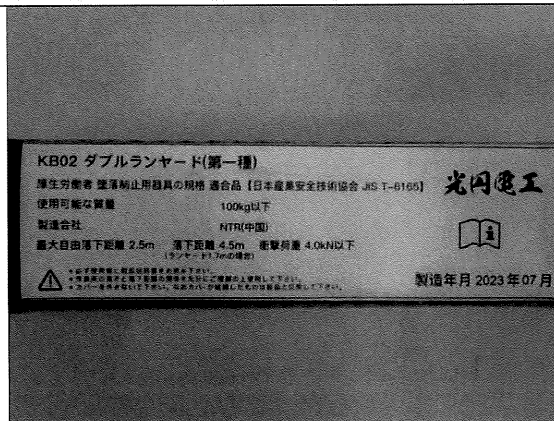 KB02 ダブルランヤード(第一種)
厚生労働者 墜落制止用器具の規格 適合品【日本産業安全技術協会 JIS T-8165】
光円電工
使用可能な質量 100kg以下
製造会社 NTR(中国)
最大自由落下距離 2.5m 落下距離 4.5m 衝撃荷重 4.0kN以下
(ランヤード1.7mの場合)
製造年月 2023年07月